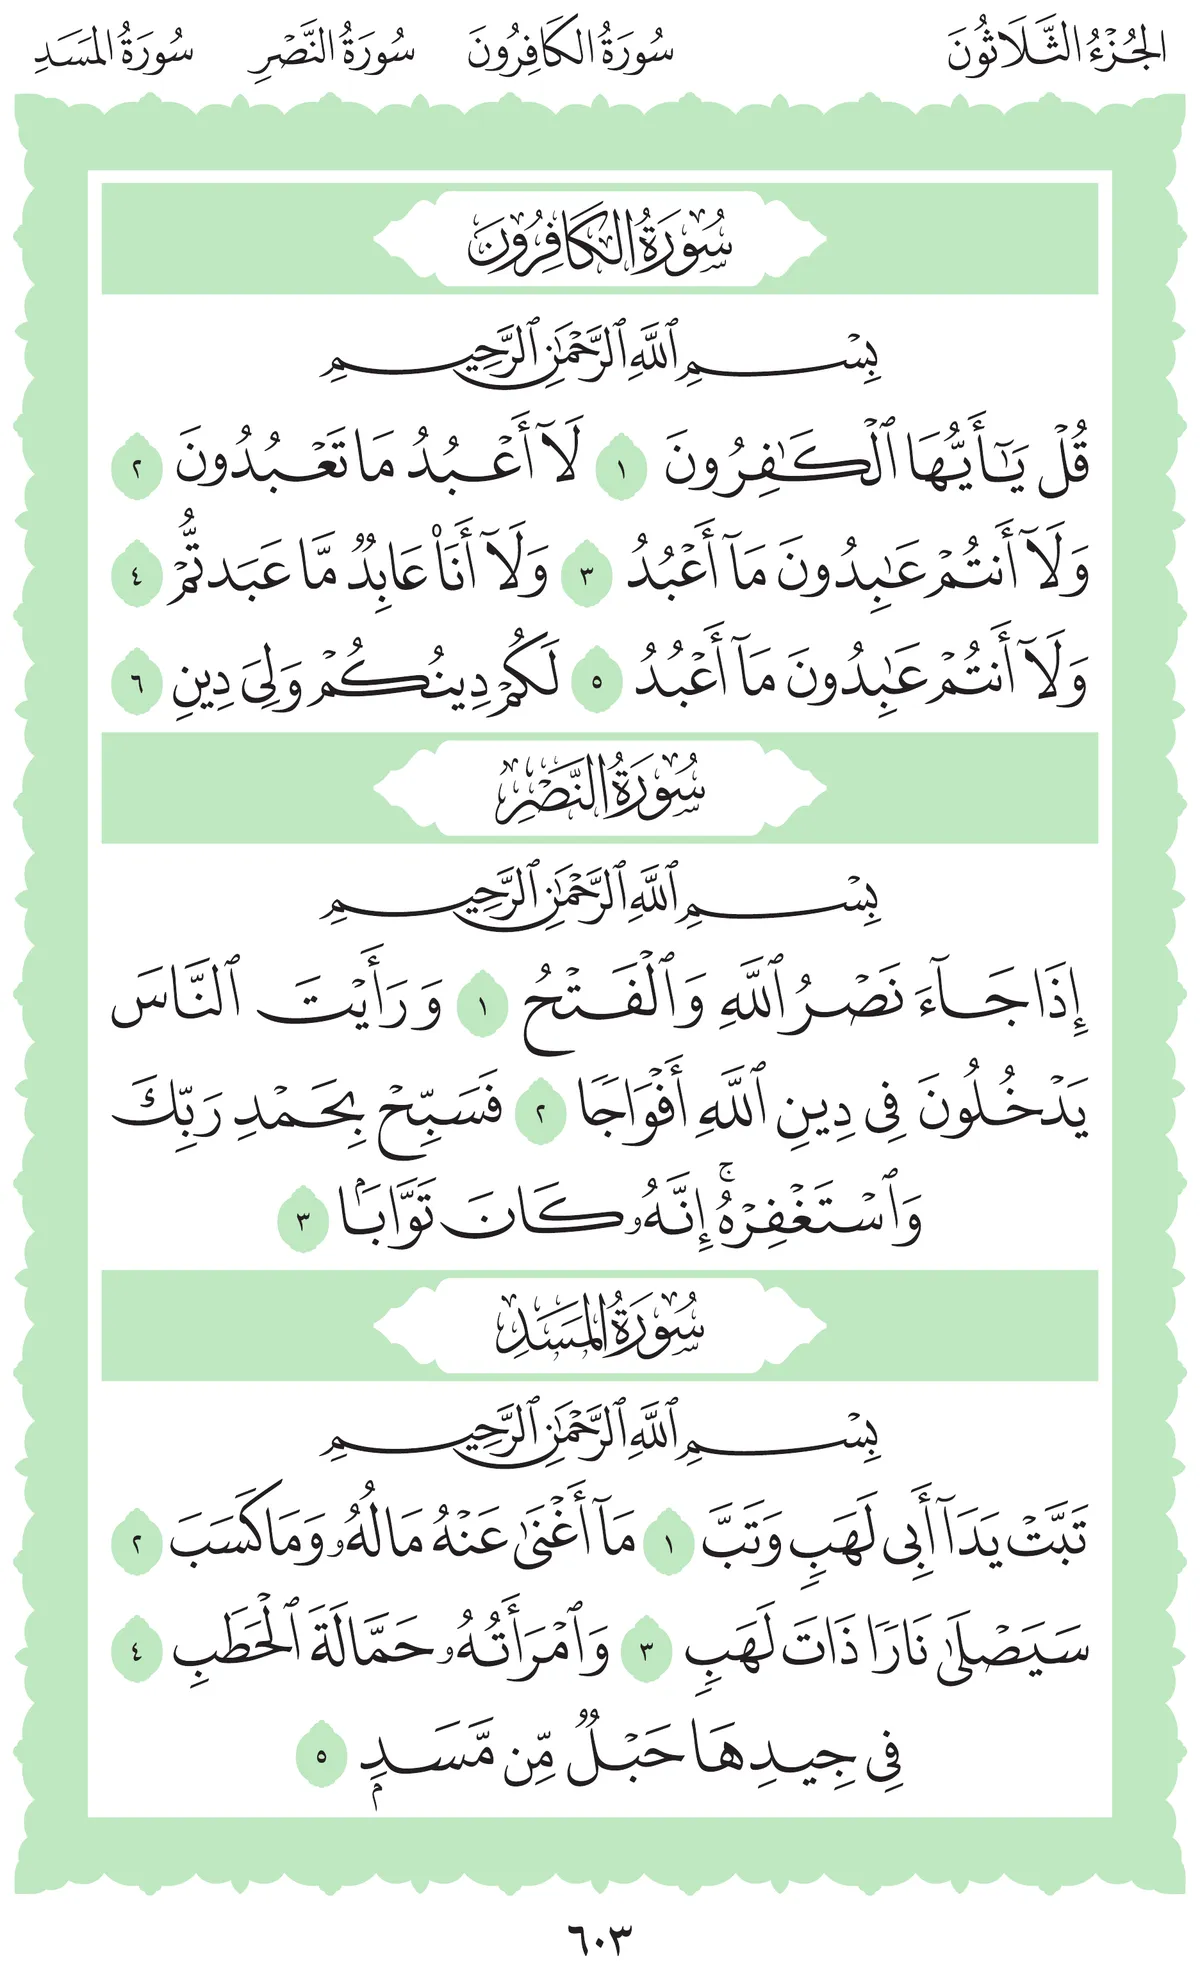 الجُزْءُ الثَّلَاثُونَ سُورَةُ الكَافِرُونَ سُورَةُ النَّصْرِ سُورَةُ المَسَدِ
سُورَةُ الكَافِرُونَ
بِسْمِ ٱللَّهِ ٱلرَّحْمَٰنِ ٱلرَّحِيمِ
قُلْ يَٰٓأَيُّهَا ٱلْكَٰفِرُونَ ١ لَآ أَعْبُدُ مَا تَعْبُدُونَ ٢
وَلَآ أَنتُمْ عَٰبِدُونَ مَآ أَعْبُدُ ٣ وَلَآ أَنَا۠ عَابِدٌ مَّا عَبَدتُّمْ ٤
وَلَآ أَنتُمْ عَٰبِدُونَ مَآ أَعْبُدُ ٥ لَكُمْ دِينُكُمْ وَلِىَ دِينِ ٦
سُورَةُ النَّصْرِ
بِسْمِ ٱللَّهِ ٱلرَّحْمَٰنِ ٱلرَّحِيمِ
إِذَا جَآءَ نَصْرُ ٱللَّهِ وَٱلْفَتْحُ ١ وَرَأَيْتَ ٱلنَّاسَ
يَدْخُلُونَ فِى دِينِ ٱللَّهِ أَفْوَاجًا ٢ فَسَبِّحْ بِحَمْدِ رَبِّكَ
وَٱسْتَغْفِرْهُ ۚ إِنَّهُۥ كَانَ تَوَّابَۢا ٣
سُورَةُ المَسَدِ
بِسْمِ ٱللَّهِ ٱلرَّحْمَٰنِ ٱلرَّحِيمِ
تَبَّتْ يَدَآ أَبِى لَهَبٍ وَتَبَّ ١ مَآ أَغْنَىٰ عَنْهُ مَالُهُۥ وَمَا كَسَبَ ٢
سَيَصْلَىٰ نَارًا ذَاتَ لَهَبٍ ٣ وَٱمْرَأَتُهُۥ حَمَّالَةَ ٱلْحَطَبِ ٤
فِى جِيدِهَا حَبْلٌ مِّن مَّسَدِۭ ٥
٦٠٣